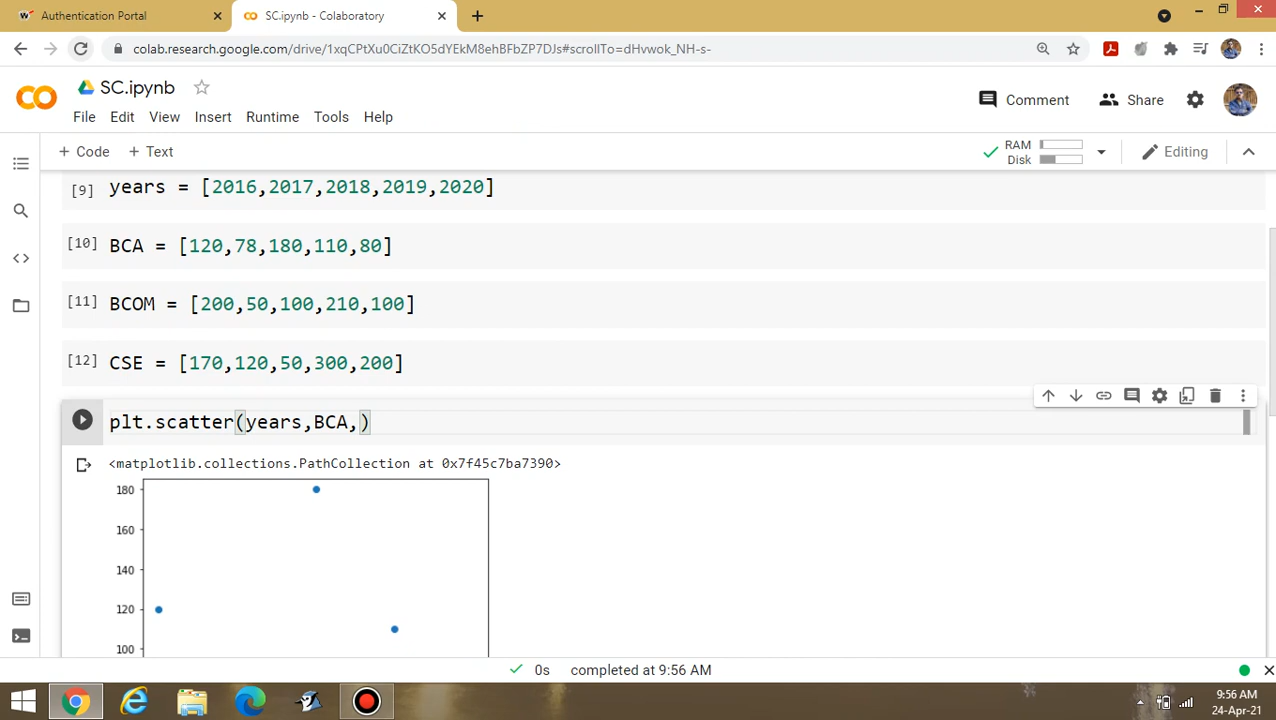 Authentication Portal
SC.ipynb - Colaboratory
colab.research.google.com/drive/1xqCPtXu0CiZtKO5dYEkM8ehBFbZP7DJs#scrollTo=dHvwok_NH-s-
SC.ipynb
Comment
Share
File Edit View Insert Runtime Tools Help
+ Code + Text
RAM
Disk
Editing
[9] years = [2016,2017,2018,2019,2020]
[10] BCA = [120,78,180,110,80]
[11] BCOM = [200,50,100,210,100]
[12] CSE = [170,120,50,300,200]
plt.scatter(years,BCA,)
<matplotlib.collections.PathCollection at 0x7f45c7ba7390>
180
160
140
120
100
0s completed at 9:56 AM
9:56 AM
24-Apr-21